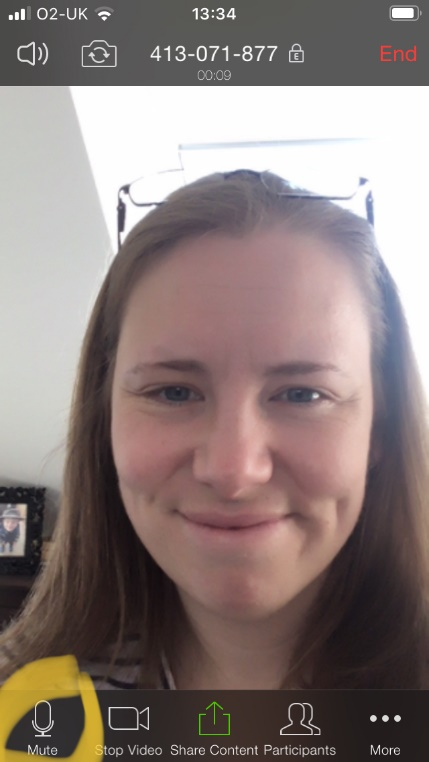 O2-UK 13:34
413-071-877 End
00:09
Mute Stop Video Share Content Participants More